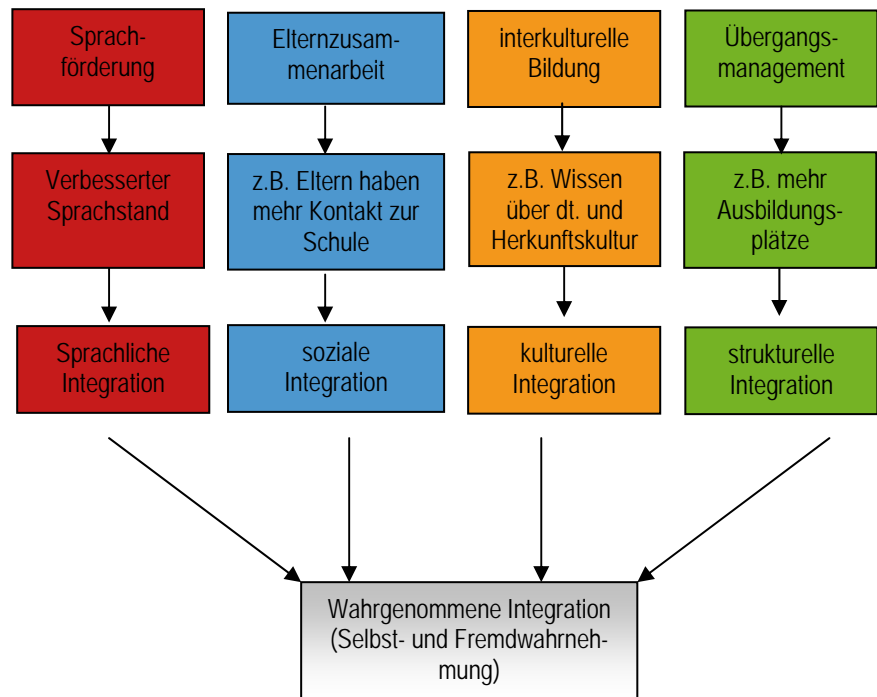 Sprach-
förderung
Elternzusam-
menarbeit
interkulturelle
Bildung
Übergangs-
management
Verbesserter
Sprachstand
z.B. Eltern haben
mehr Kontakt zur
Schule
z.B. Wissen
über dt. und
Herkunftskultur
z.B. mehr
Ausbildungs-
plätze
Sprachliche
Integration
soziale
Integration
kulturelle
Integration
strukturelle
Integration
Wahrgenommene Integration
(Selbst- und Fremdwahrneh-
mung)